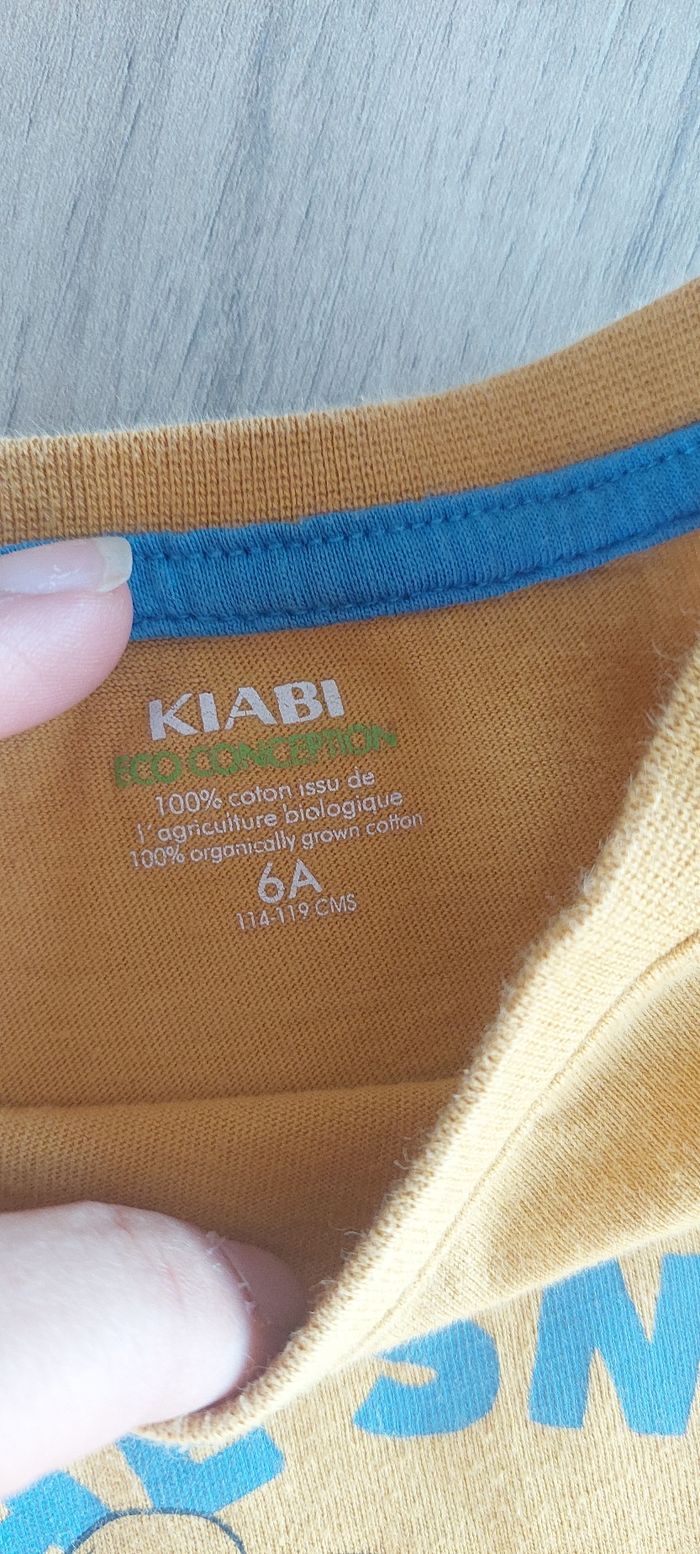 KIABI
ECO CONCEPTION
100% coton issu de
l'agriculture biologique
100% organically grown cotton
6A
114-119 CMS